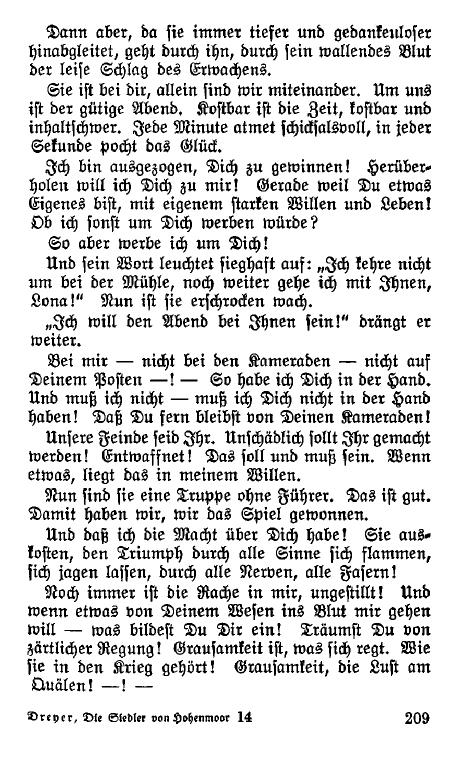 Dann aber, da sie immer tiefer und gedankenloser
hinabgleitet, geht durch ihn, durch sein wallendes Blut
der leise Schlag des Erwachens.
Sie ist bei dir, allein sind wir miteinander. Um uns
ist der gütige Abend. Kostbar ist die Zeit, kostbar und
inhaltschwer. Jede Minute atmet schicksalsvoll, in jeder
Sekunde pocht das Glück.
Ich bin ausgezogen, Dich zu gewinnen! Herüber-
holen will ich Dich zu mir! Gerade weil Du etwas
Eigenes bist, mit eigenem starken Willen und Leben!
Ob ich sonst um Dich werben würde?
So aber werbe ich um Dich!
Und sein Wort leuchtet sieghaft auf: „Ich kehre nicht
um bei der Mühle, noch weiter gehe ich mit Ihnen,
Lona!“ Nun ist sie erschrocken wach.
„Ich will den Abend bei Ihnen sein!“ drängt er
weiter.
Bei mir — nicht bei den Kameraden — nicht auf
Deinem Posten —! — So habe ich Dich in der Hand.
Und muß ich nicht — muß ich Dich nicht in der Hand
haben! Daß Du fern bleibst von Deinen Kameraden!
Unsere Feinde seid Ihr. Unschädlich sollt Ihr gemacht
werden! Entwaffnet! Das soll und muß sein. Wenn
etwas, liegt das in meinem Willen.
Nun sind sie eine Truppe ohne Führer. Das ist gut.
Damit haben wir, wir das Spiel gewonnen.
Und daß ich die Macht über Dich habe! Sie aus-
kosten, den Triumph durch alle Sinne sich flammen,
sich jagen lassen, durch alle Nerven, alle Fasern!
Noch immer ist die Rache in mir, ungestillt! Und
wenn etwas von Deinem Wesen ins Blut mir gehen
will — was bildest Du Dir ein! Träumst Du von
zärtlicher Regung! Grausamkeit ist, was sich regt. Wie
sie in den Krieg gehört! Grausamkeit, die Lust am
Quälen! —! —
Dreyer, Die Siedler von Hohenmoor 14
209